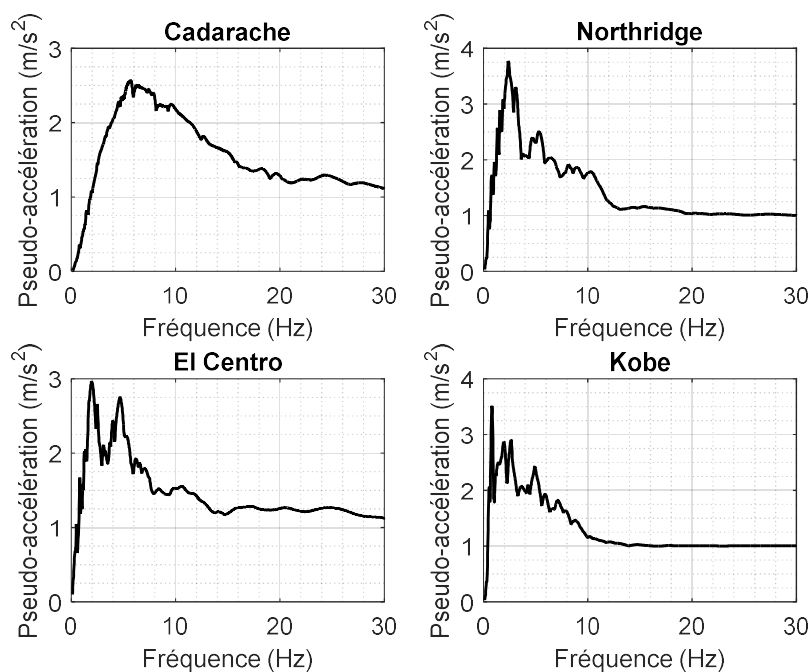 Cadarache
Pseudo-accélération (m/s²)
3
2
1
0
0 10 20 30
Fréquence (Hz)
Northridge
Pseudo-accélération (m/s²)
4
3
2
1
0
0 10 20 30
Fréquence (Hz)
El Centro
Pseudo-accélération (m/s²)
3
2
1
0
0 10 20 30
Fréquence (Hz)
Kobe
Pseudo-accélération (m/s²)
4
3
2
1
0
0 10 20 30
Fréquence (Hz)